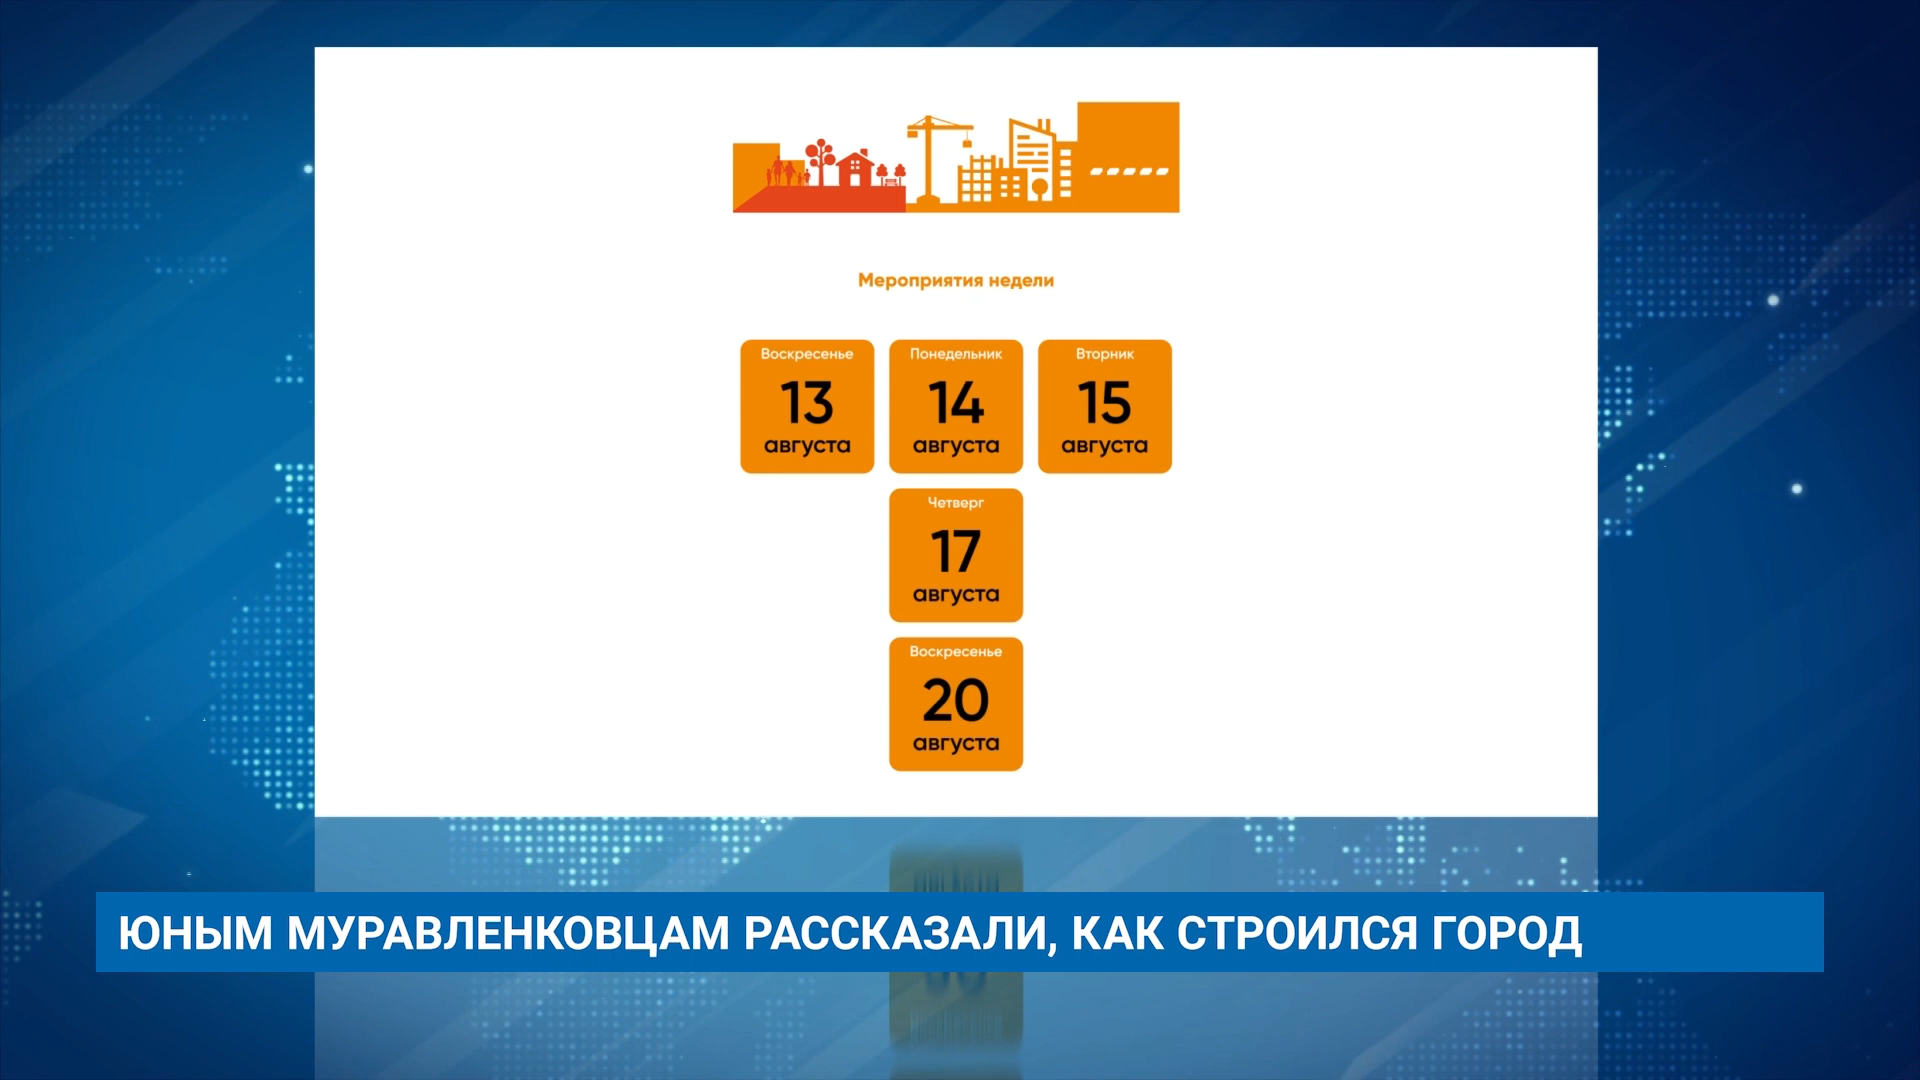 Мероприятия недели
Воскресенье
13
августа
Понедельник
14
августа
Вторник
15
августа
Четверг
17
августа
Воскресенье
20
августа
ЮНЫМ МУРАВЛЕНКОВЦАМ РАССКАЗАЛИ, КАК СТРОИЛСЯ ГОРОД